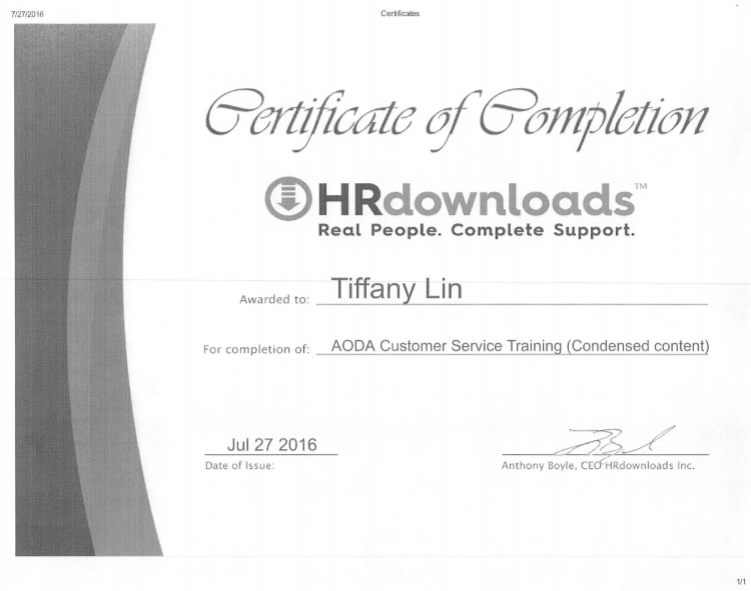 7/27/2016
Certificates
Certificate of Completion
HRdownloads™
Real People. Complete Support.
Awarded to: Tiffany Lin
For completion of: AODA Customer Service Training (Condensed content)
Jul 27 2016
Date of Issue:
Anthony Boyle, CEO HRdownloads Inc.
1/1